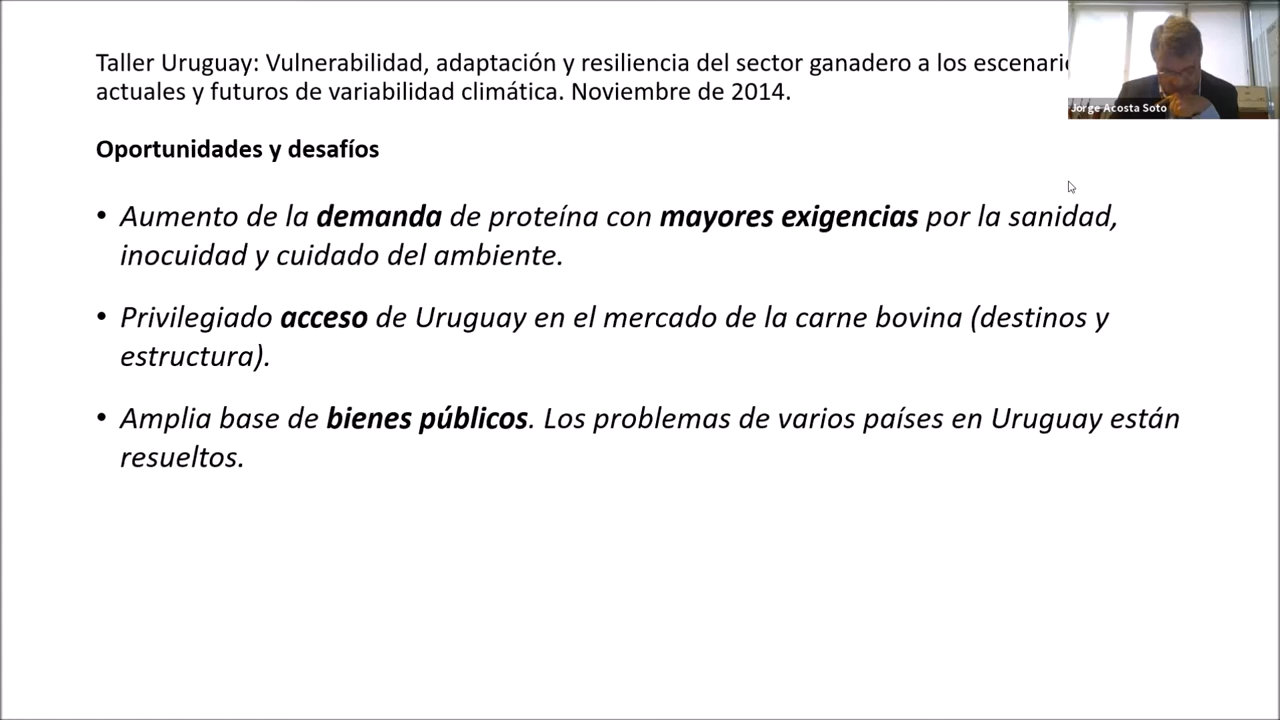 Taller Uruguay: Vulnerabilidad, adaptación y resiliencia del sector ganadero a los
actuales y futuros de variabilidad climática. Noviembre de 2014.
Jorge Acosta Soto
Oportunidades y desafíos
• Aumento de la demanda de proteína con mayores exigencias por la sanidad,
inocuidad y cuidado del ambiente.
• Privilegiado acceso de Uruguay en el mercado de la carne bovina (destinos y
estructura).
• Amplia base de bienes públicos. Los problemas de varios países en Uruguay están
resueltos.